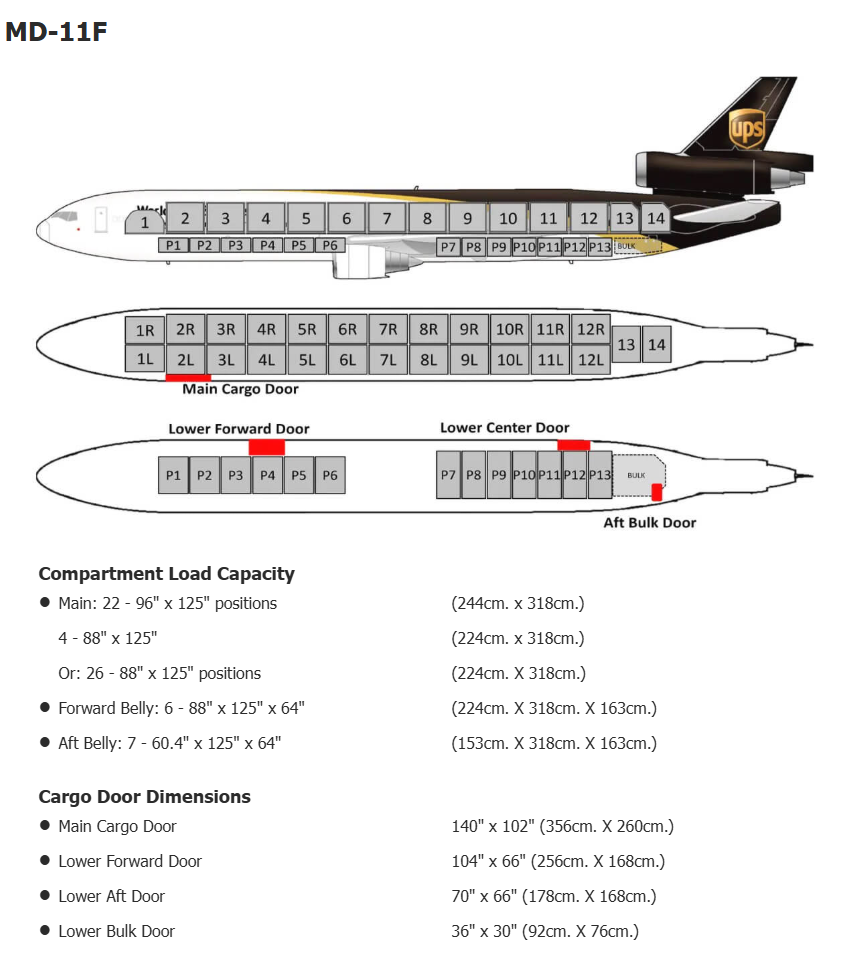 MD-11F
ups
1 2 3 4 5 6 7 8 9 10 11 12 13 14
P1 P2 P3 P4 P5 P6 P7 P8 P9 P10 P11 P12 P13 BULK
1R 2R 3R 4R 5R 6R 7R 8R 9R 10R 11R 12R
13 14
1L 2L 3L 4L 5L 6L 7L 8L 9L 10L 11L 12L
Main Cargo Door
Lower Forward Door Lower Center Door
P1 P2 P3 P4 P5 P6 P7 P8 P9 P10 P11 P12 P13 BULK
Aft Bulk Door
Compartment Load Capacity
● Main: 22 - 96" x 125" positions (244cm. x 318cm.)
4 - 88" x 125" (224cm. x 318cm.)
Or: 26 - 88" x 125" positions (224cm. X 318cm.)
● Forward Belly: 6 - 88" x 125" x 64" (224cm. X 318cm. X 163cm.)
● Aft Belly: 7 - 60.4" x 125" x 64" (153cm. X 318cm. X 163cm.)
Cargo Door Dimensions
● Main Cargo Door 140" x 102" (356cm. X 260cm.)
● Lower Forward Door 104" x 66" (256cm. X 168cm.)
● Lower Aft Door 70" x 66" (178cm. X 168cm.)
● Lower Bulk Door 36" x 30" (92cm. X 76cm.)